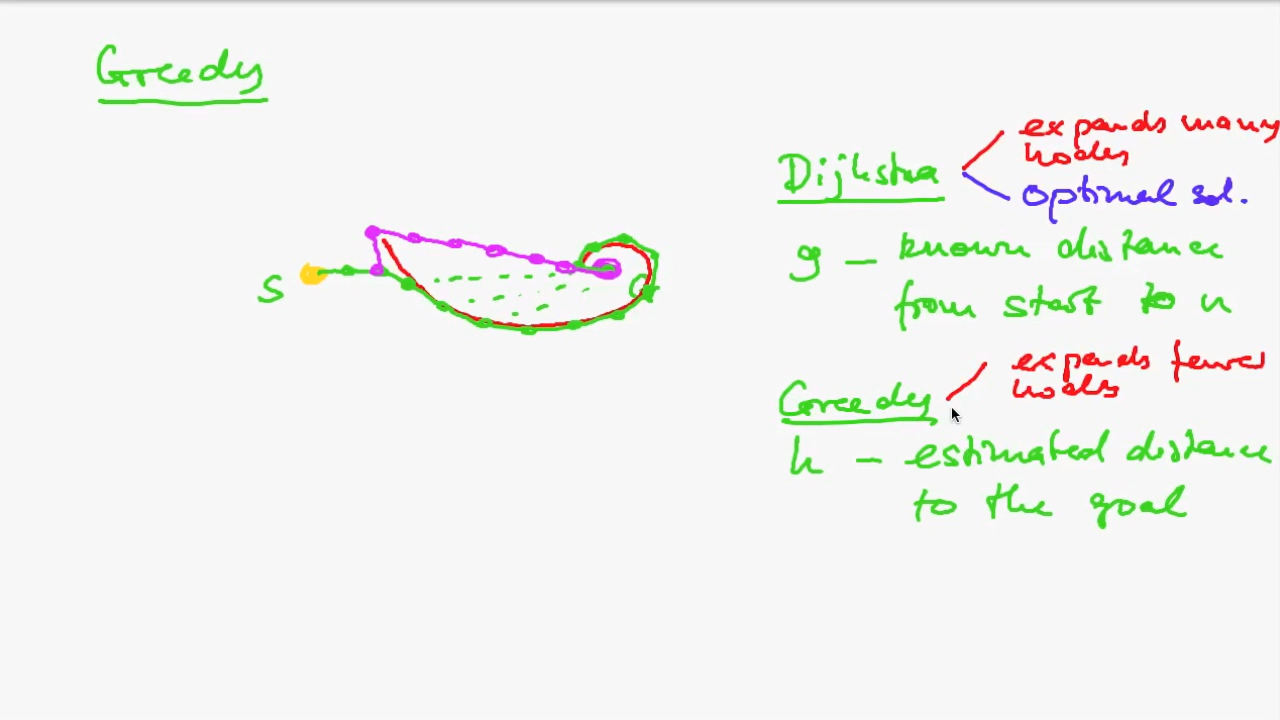 Greedy
expands many
nodes
Dijkstra
optimal sol.
g – known distance
from start to n
S
G
expands fewer
nodes
Greedy
h – estimated distance
to the goal